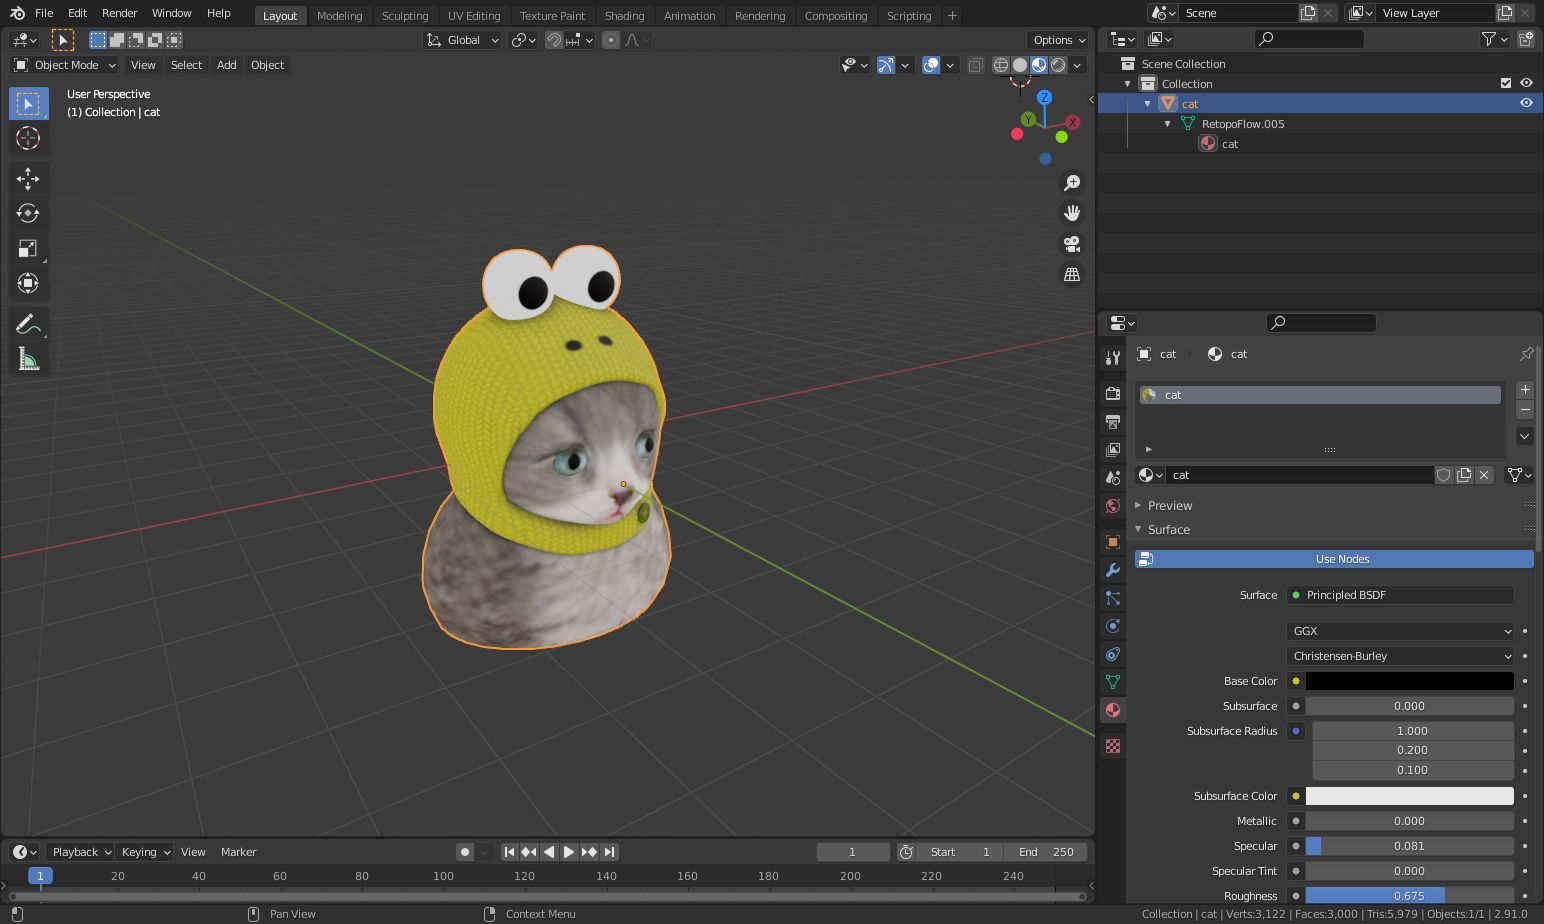 File Edit Render Window Help Layout Modeling Sculpting UV Editing Texture Paint Shading Animation Rendering Compositing Scripting Scene View Layer
Global Options
Object Mode View Select Add Object
User Perspective
(1) Collection | cat
Z
Y
X
Scene Collection
Collection
cat
RetopoFlow.005
cat
cat cat
cat
cat
Preview
Surface
Use Nodes
Surface Principled BSDF
GGX
Christensen-Burley
Base Color
Subsurface 0.000
Subsurface Radius 1.000
0.200
0.100
Subsurface Color
Metallic 0.000
Specular 0.081
Specular Tint 0.000
Roughness 0.675
Playback Keying View Marker 1 Start 1 End 250
1 20 40 60 80 100 120 140 160 180 200 220 240
Pan View Context Menu Collection | cat | Verts:3,122 | Faces:3,000 | Tris:5,979 | Objects:1/1 | 2.91.0